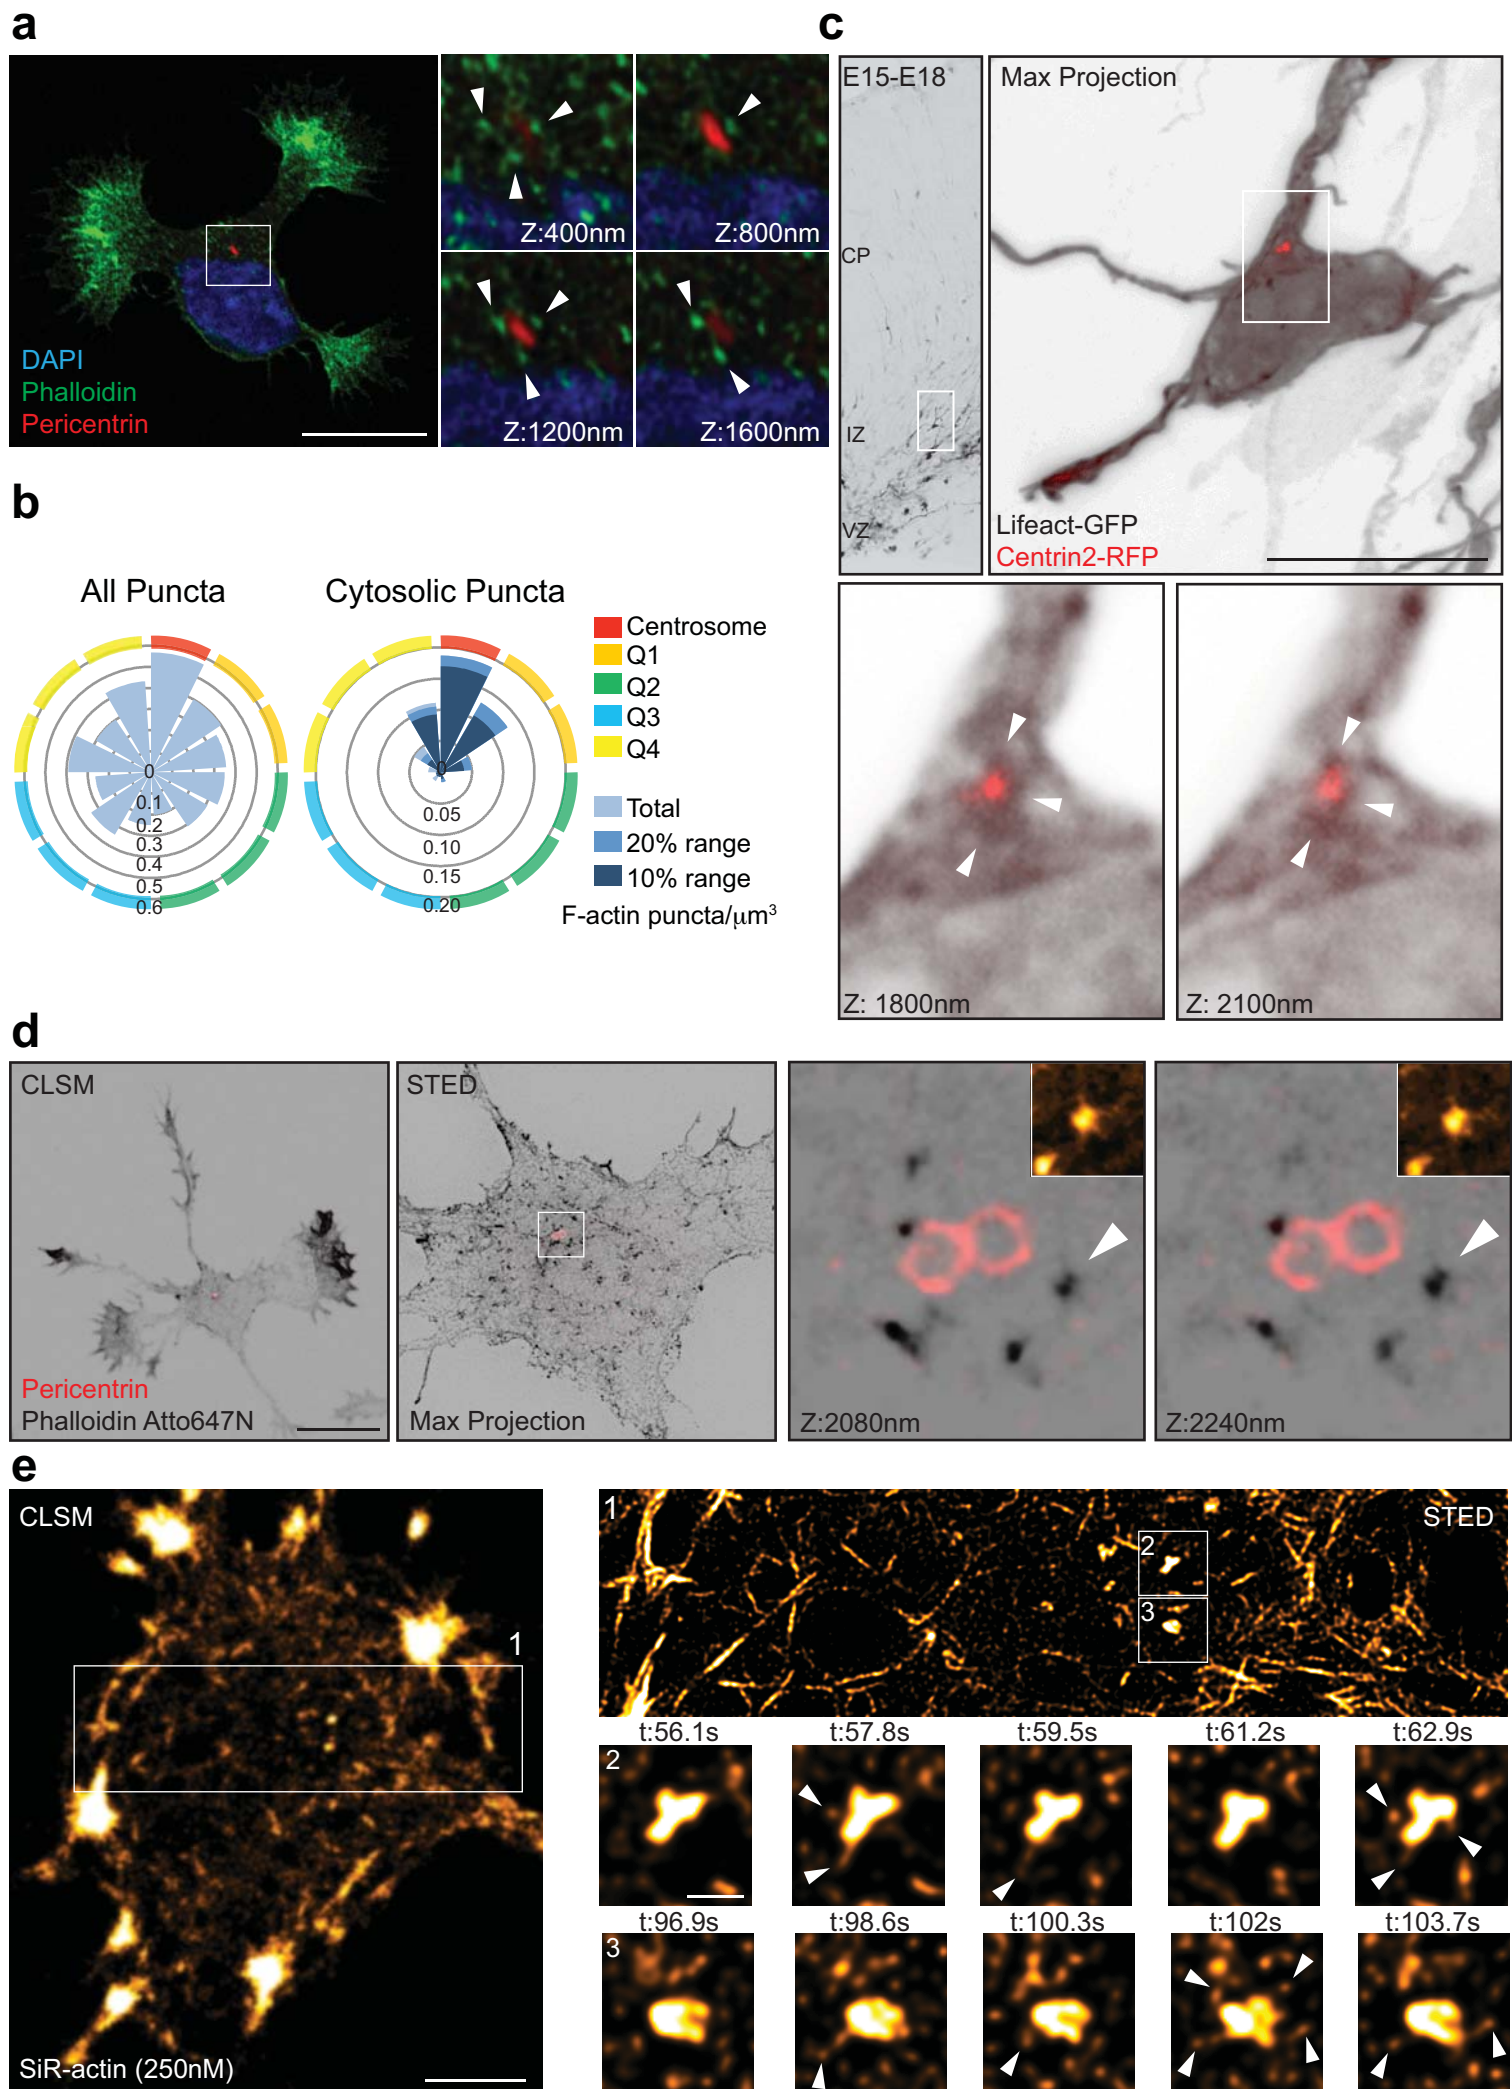 a
DAPI
Phalloidin
Pericentrin
Z:400nm
Z:800nm
Z:1200nm
Z:1600nm
b
All Puncta
Cytosolic Puncta
0
0.1
0.2
0.3
0.4
0.5
0.6
0
0.05
0.10
0.15
0.20
Centrosome
Q1
Q2
Q3
Q4
Total
20% range
10% range
F-actin puncta/μm³
c
E15-E18
CP
IZ
VZ
Max Projection
Lifeact-GFP
Centrin2-RFP
Z: 1800nm
Z: 2100nm
d
CLSM
Pericentrin
Phalloidin Atto647N
STED
Max Projection
Z:2080nm
Z:2240nm
e
CLSM
1
SiR-actin (250nM)
1
STED
2
3
t:56.1s
t:57.8s
t:59.5s
t:61.2s
t:62.9s
2
t:96.9s
t:98.6s
t:100.3s
t:102s
t:103.7s
3